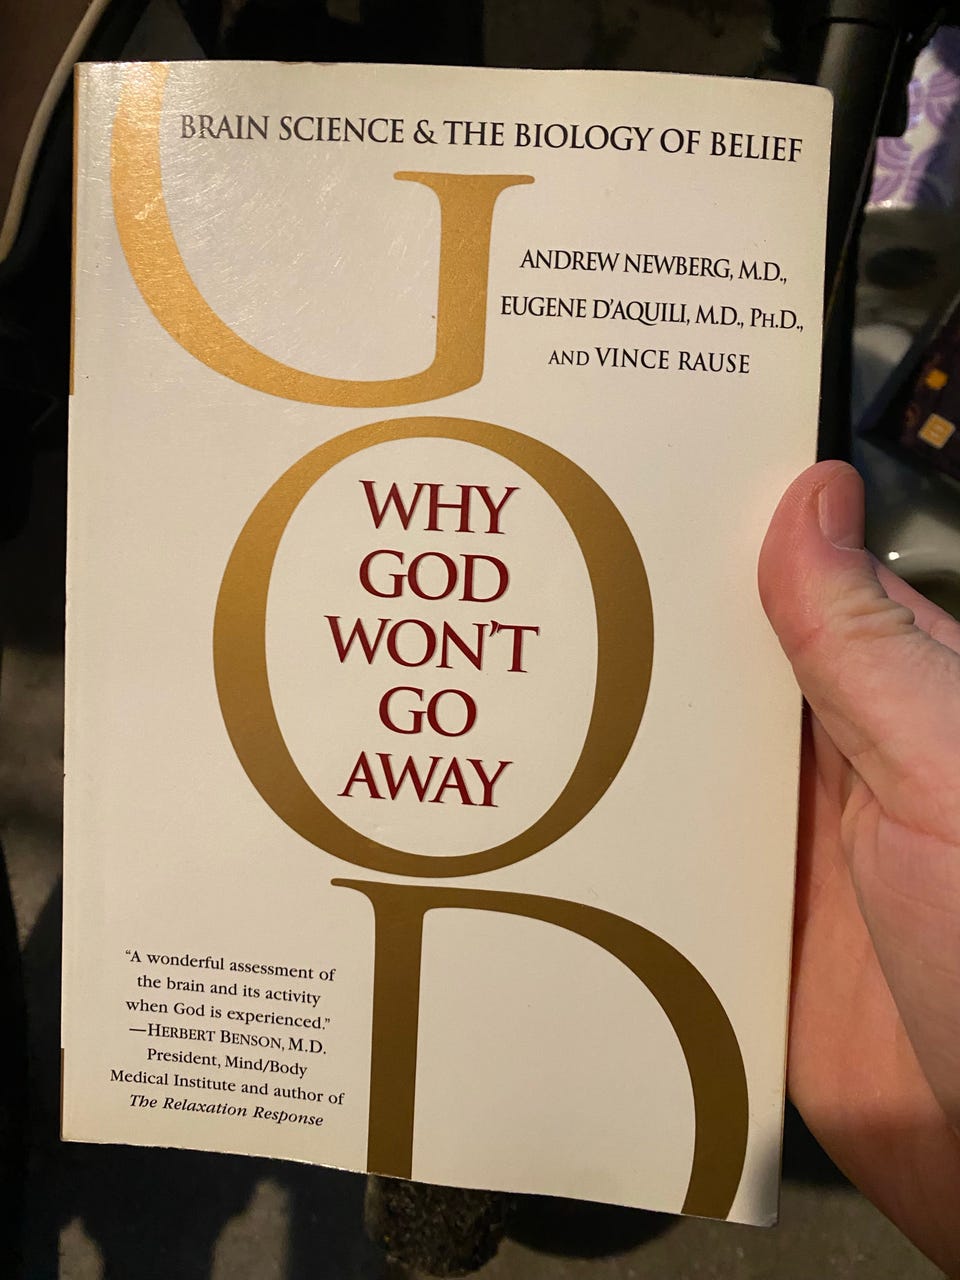 BRAIN SCIENCE & THE BIOLOGY OF BELIEF
ANDREW NEWBERG, M.D.,
EUGENE D'AQUILI, M.D., PH.D.,
AND VINCE RAUSE
GOD
WHY
GOD
WON'T
GO
AWAY
"A wonderful assessment of
the brain and its activity
when God is experienced."
—HERBERT BENSON, M.D.
President, Mind/Body
Medical Institute and author of
The Relaxation Response